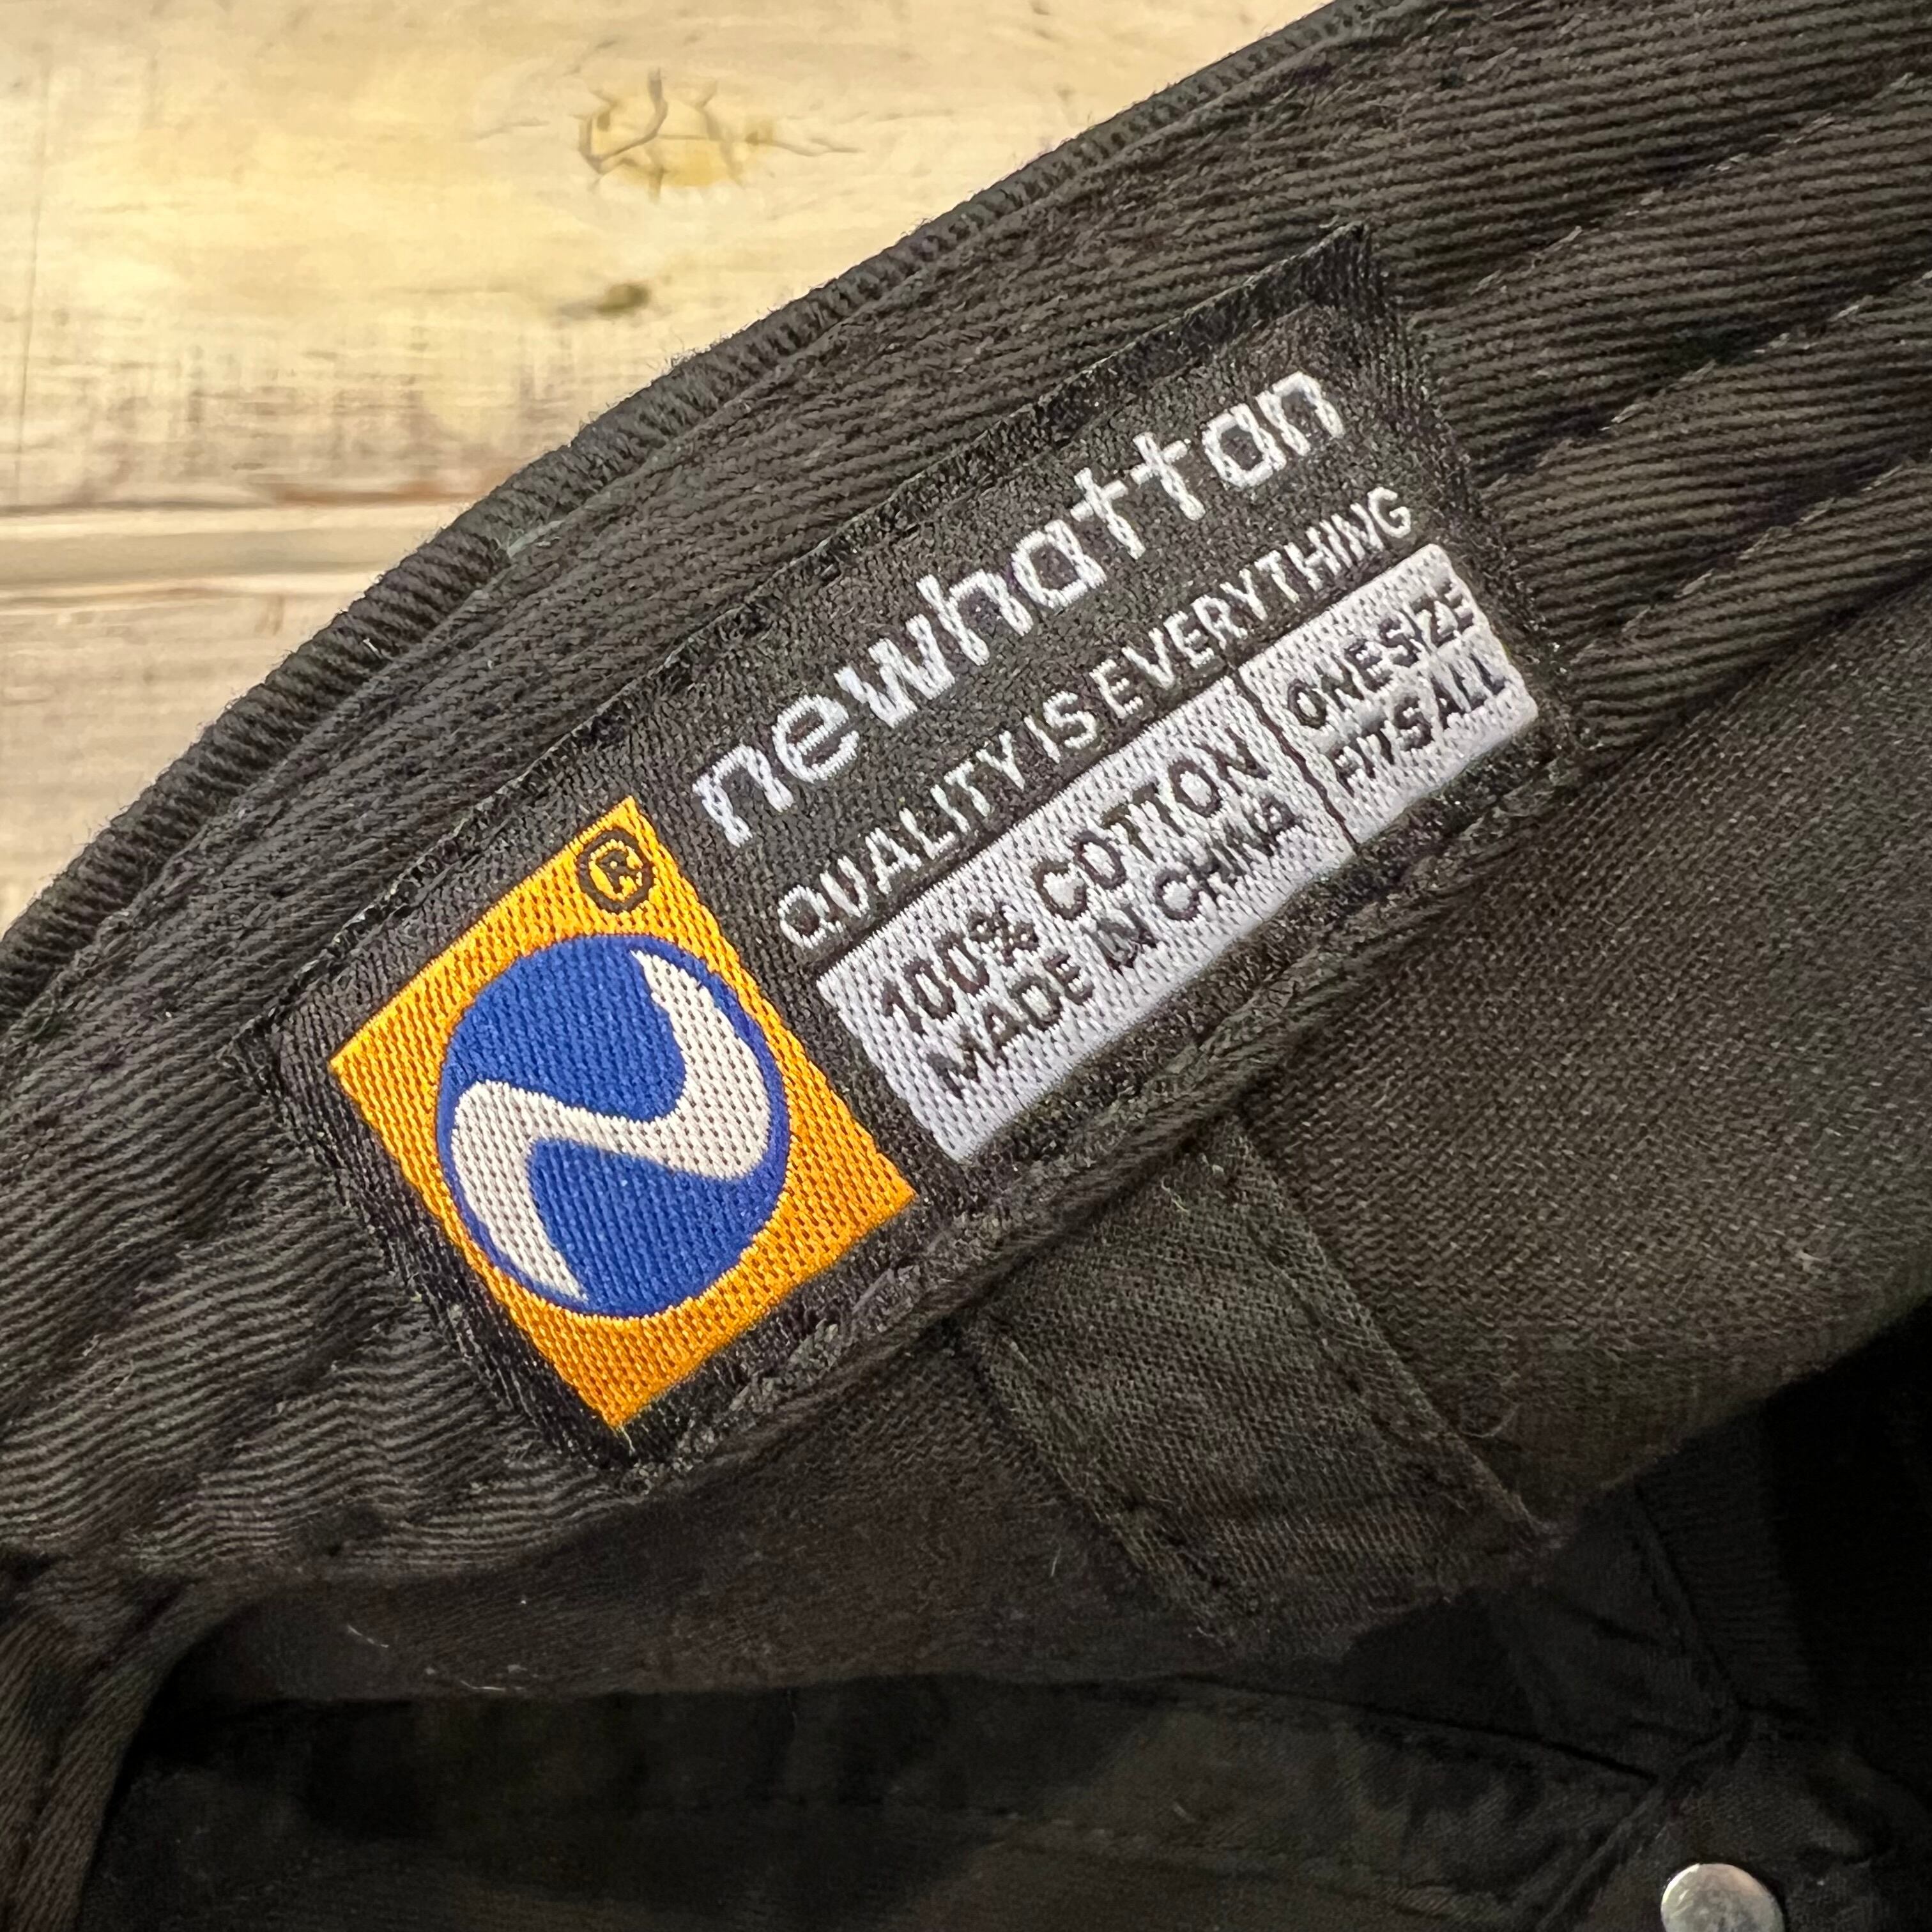 ®
newhattan
QUALITY IS EVERYTHING
100% COTTON
MADE IN CHINA
ONE SIZE
FITS ALL